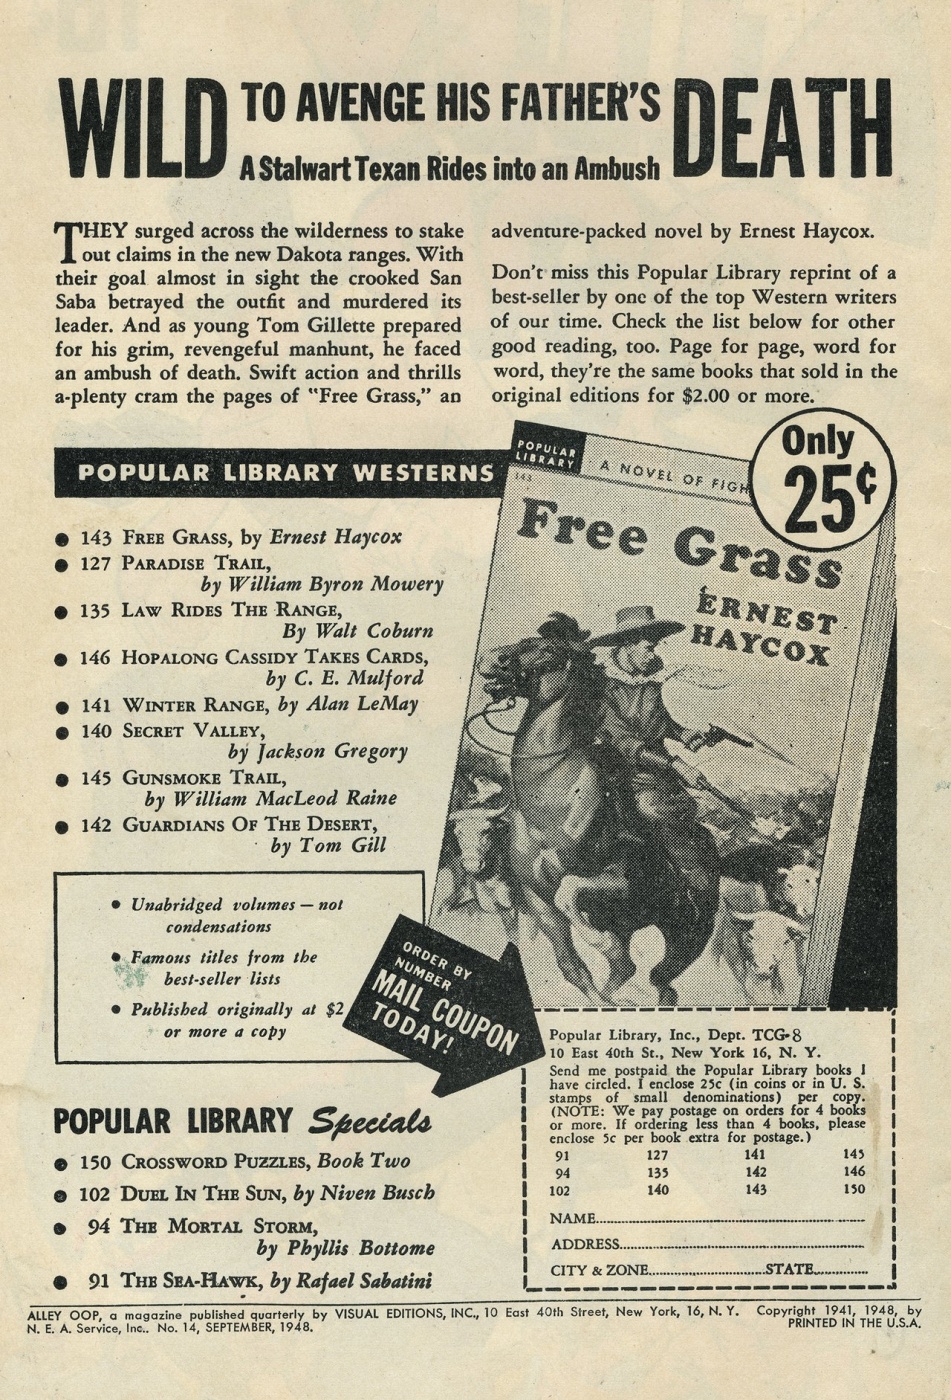 WILD TO AVENGE HIS FATHER'S DEATH
A Stalwart Texan Rides into an Ambush
THEY surged across the wilderness to stake
out claims in the new Dakota ranges. With
their goal almost in sight the crooked San
Saba betrayed the outfit and murdered its
leader. And as young Tom Gillette prepared
for his grim, revengeful manhunt, he faced
an ambush of death. Swift action and thrills
a-plenty cram the pages of "Free Grass," an
adventure-packed novel by Ernest Haycox.
Don't miss this Popular Library reprint of a
best-seller by one of the top Western writers
of our time. Check the list below for other
good reading, too. Page for page, word for
word, they're the same books that sold in the
original editions for $2.00 or more.
POPULAR LIBRARY WESTERNS
● 143 FREE GRASS, by Ernest Haycox
● 127 PARADISE TRAIL,
by William Byron Mowery
● 135 LAW RIDES THE RANGE,
By Walt Coburn
● 146 HOPALONG CASSIDY TAKES CARDS,
by C. E. Mulford
● 141 WINTER RANGE, by Alan LeMay
● 140 SECRET VALLEY,
by Jackson Gregory
● 145 GUNSMOKE TRAIL,
by William MacLeod Raine
● 142 GUARDIANS OF THE DESERT,
by Tom Gill
POPULAR
LIBRARY
A NOVEL OF FIGH
143
Only
25¢
Free Grass
ERNEST
HAYCOX
● Unabridged volumes — not
condensations
● Famous titles from the
best-seller lists
● Published originally at $2
or more a copy
ORDER BY
NUMBER
MAIL COUPON
TODAY!
POPULAR LIBRARY Specials
● 150 CROSSWORD PUZZLES, Book Two
● 102 DUEL IN THE SUN, by Niven Busch
● 94 THE MORTAL STORM,
by Phyllis Bottome
● 91 THE SEA-HAWK, by Rafael Sabatini
Popular Library, Inc., Dept. TCG-8
10 East 40th St., New York 16, N. Y.
Send me postpaid the Popular Library books I
have circled. I enclose 25c (in coins or in U. S.
stamps of small denominations) per copy.
(NOTE: We pay postage on orders for 4 books
or more. If ordering less than 4 books, please
enclose 5c per book extra for postage.)
91 127 141 145
94 135 142 146
102 140 143 150
NAME
ADDRESS
CITY & ZONE STATE
ALLEY OOP, a magazine published quarterly by VISUAL EDITIONS, INC., 10 East 40th Street, New York, 16, N. Y. Copyright 1941, 1948, by
N. E. A. Service, Inc.. No. 14, SEPTEMBER, 1948. PRINTED IN THE U.S.A.